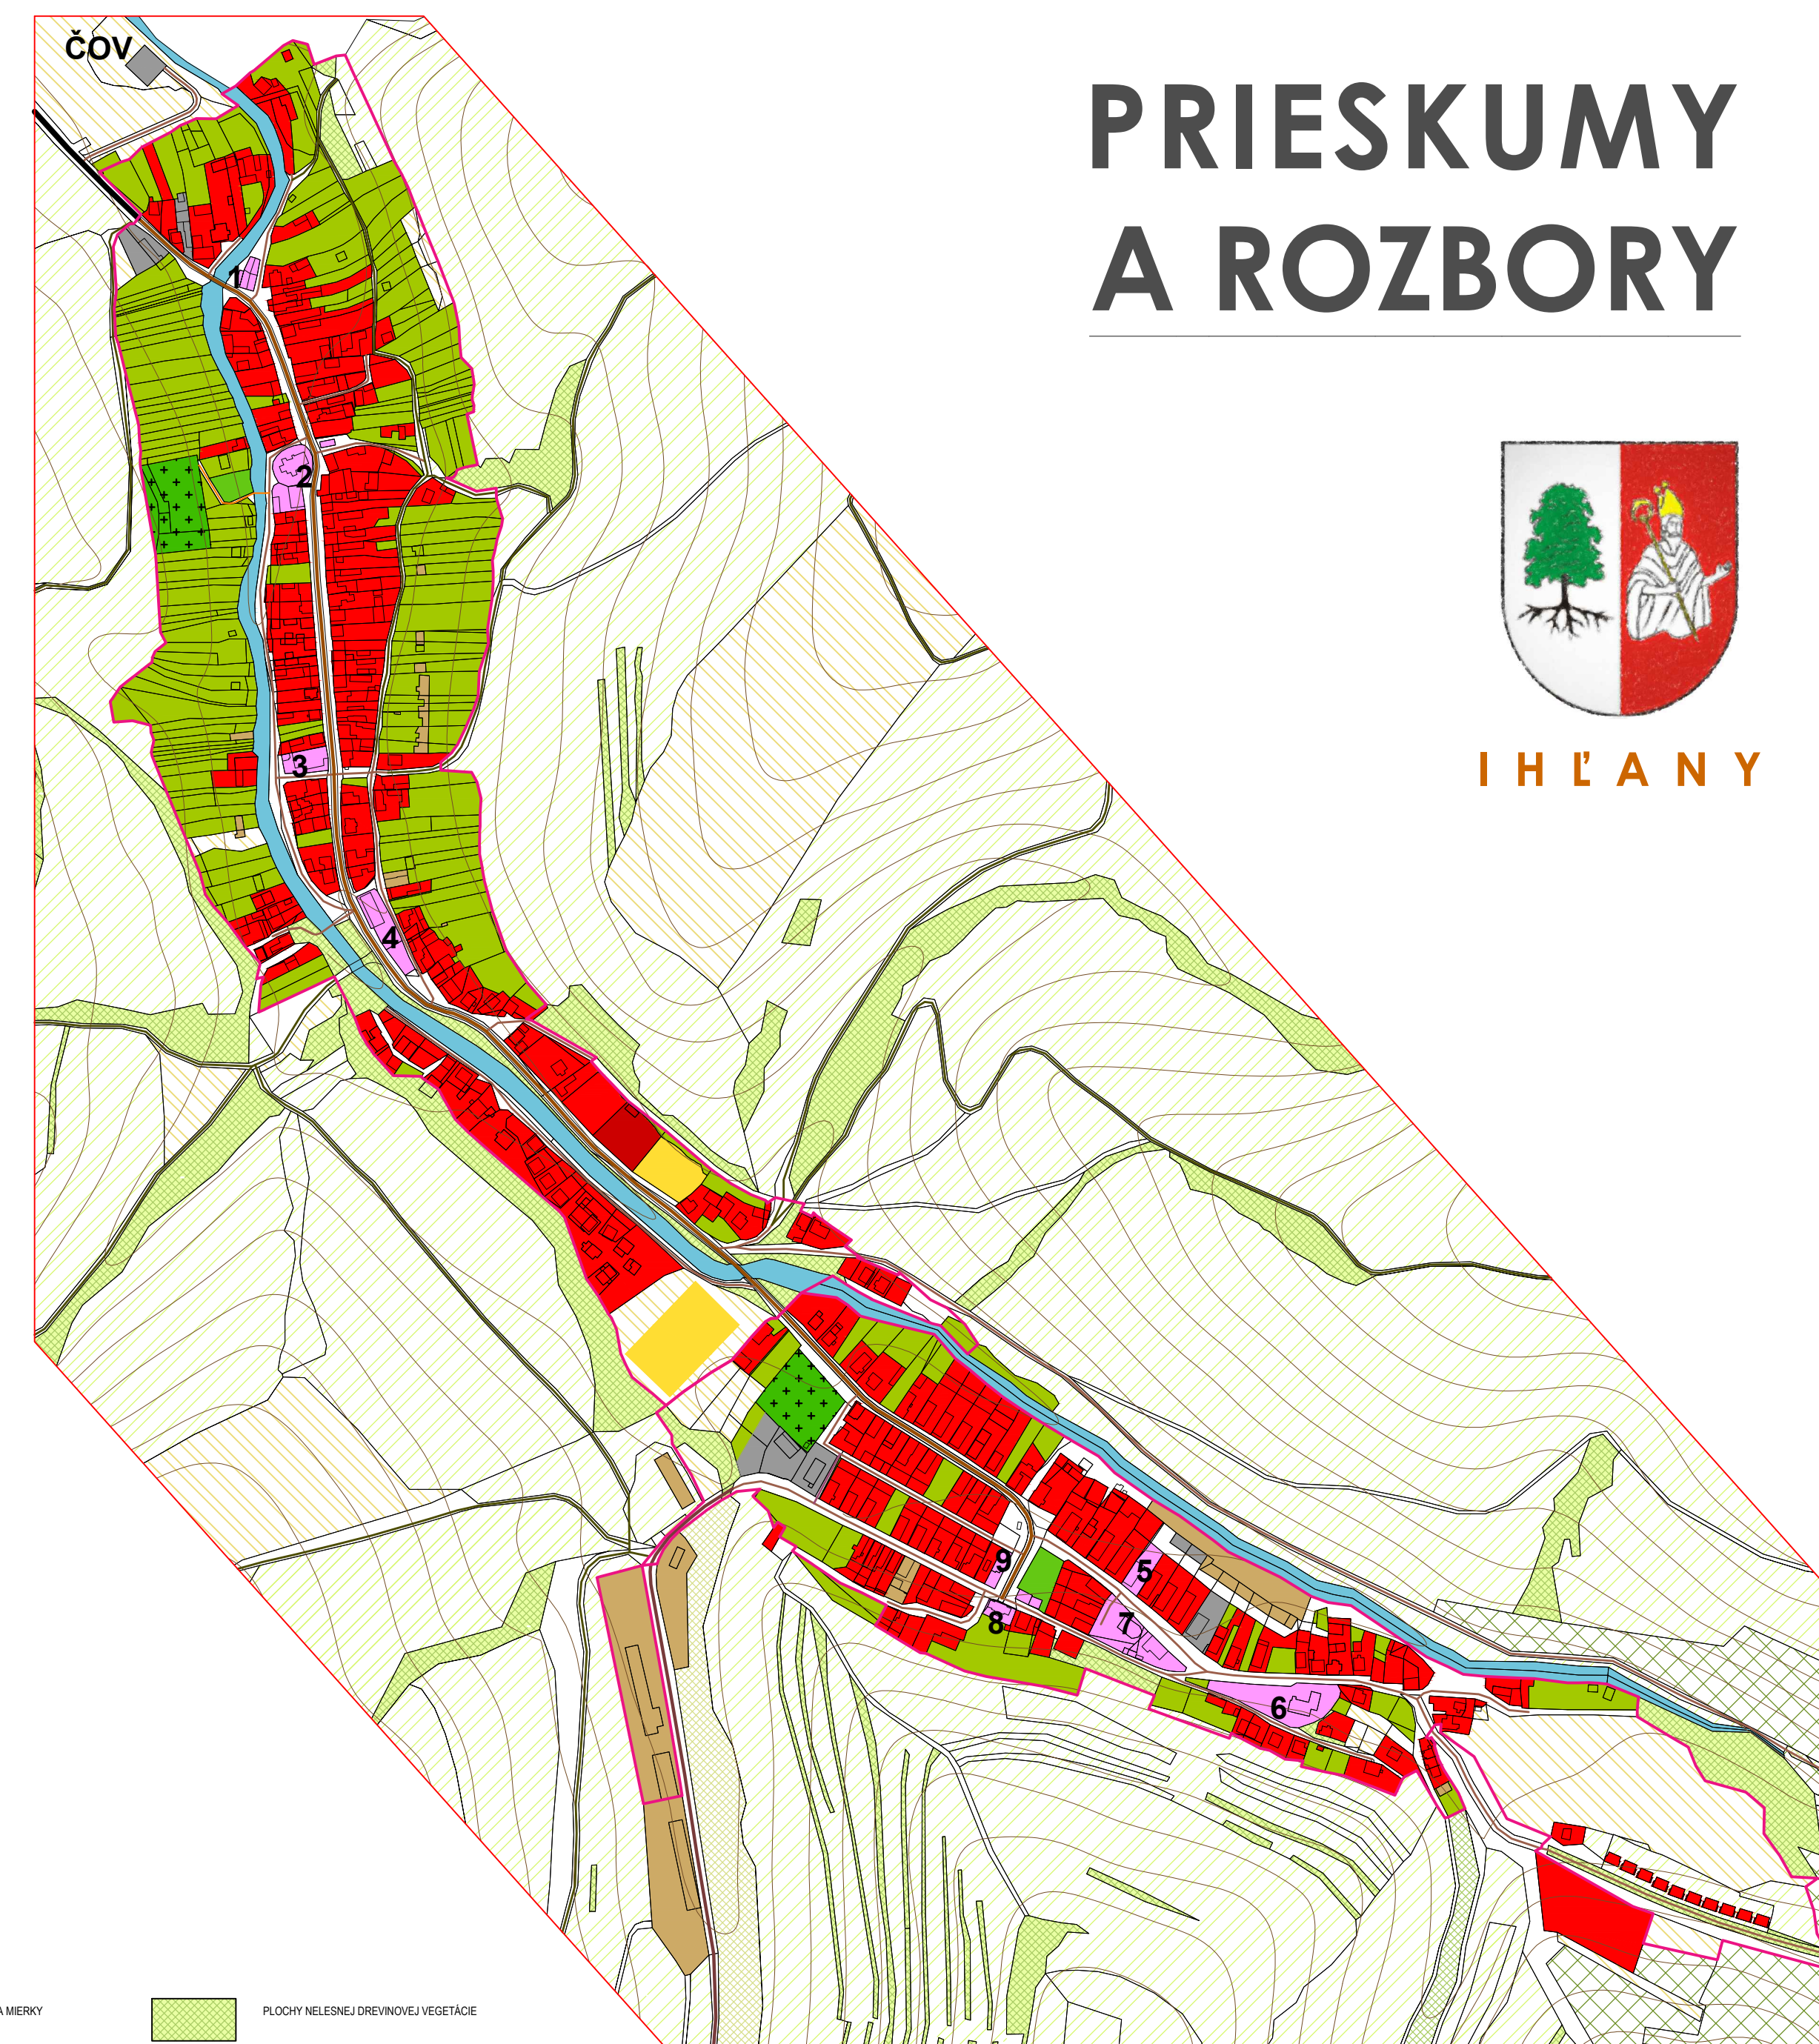 ČOV
PRIESKUMY
A ROZBORY
IHĽANY
1
2
3
4
9
5
8
7
6
A MIERKY
PLOCHY NELESNEJ DREVINOVEJ VEGETÁCIE